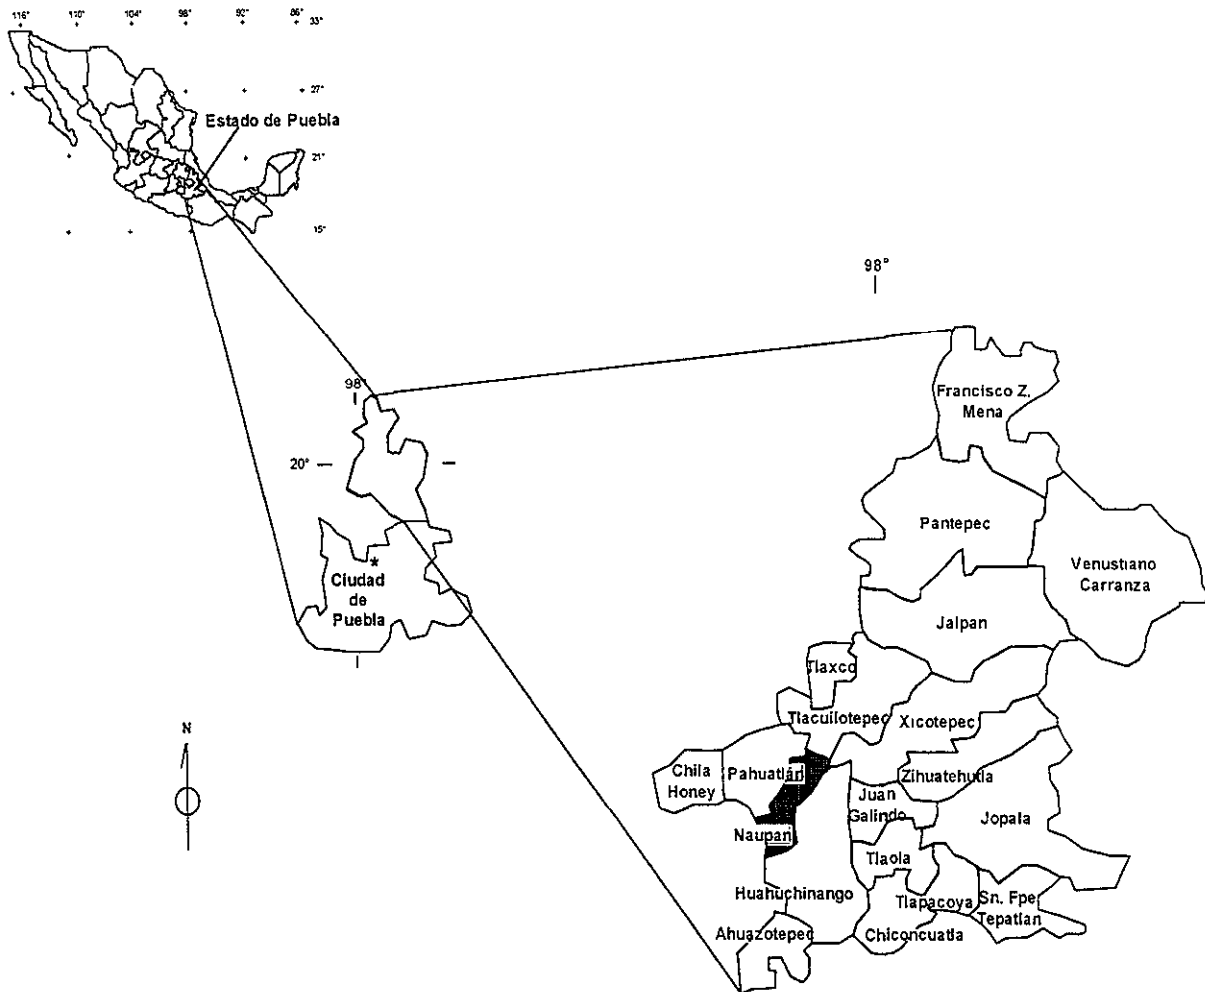 116° 110° 104° 98° 92° 86° 33°
27°
Estado de Puebla
21°
15°
98°
98°
20°
Francisco Z.
Mena
Pantepec
Venustiano
Carranza
Ciudad
de
Puebla
Jalpan
Tlaxco
Tlacuilotepec
Xicotepec
N
Chila
Honey
Pahuatlán
Zihuatehutla
Juan
Galindo
Jopala
Naupan
Tlaola
Huahuchinango
Tlapacoya
Sn. Fpe
Tepatlan
Ahuazotepec
Chiconcuatla